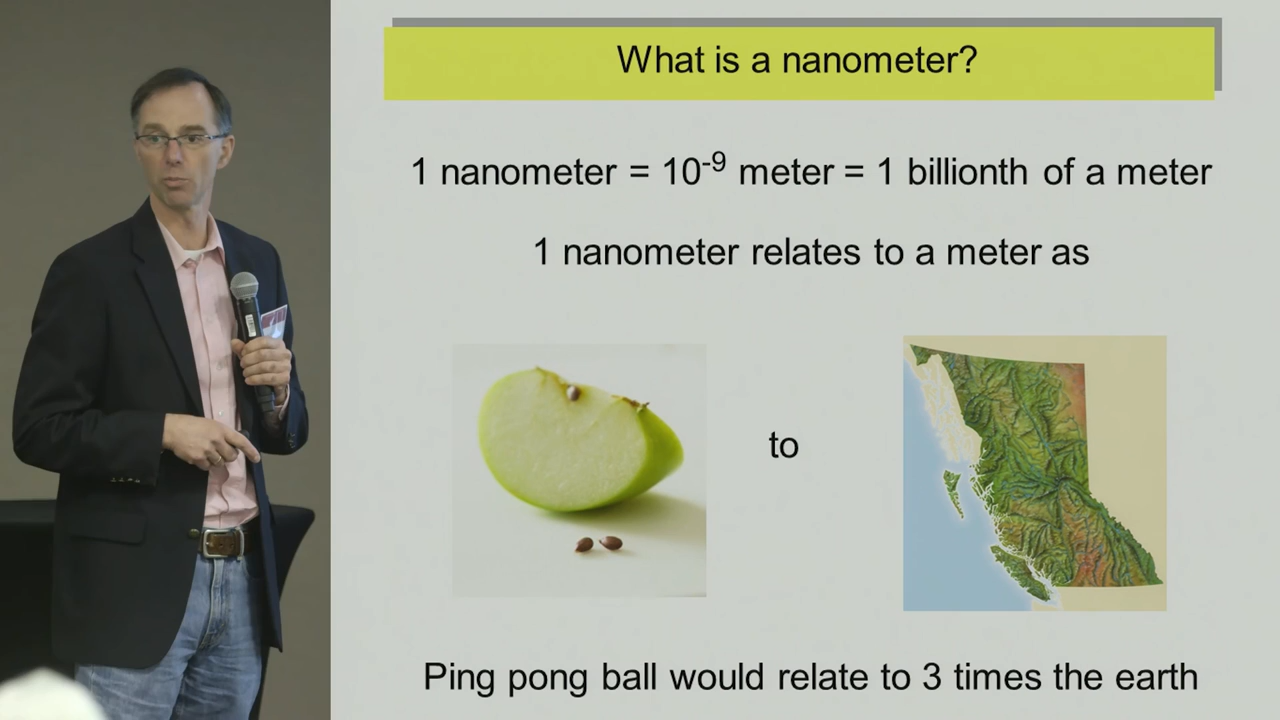 What is a nanometer?
1 nanometer = 10⁻⁹ meter = 1 billionth of a meter
1 nanometer relates to a meter as
to
Ping pong ball would relate to 3 times the earth